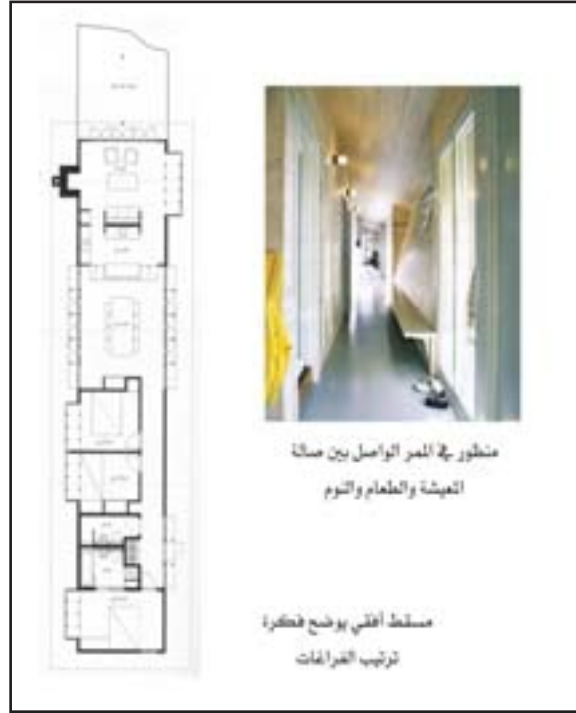 منظور في الممر الواصل بين صالة
المعيشة والطعام والنوم
مسقط أفقي يوضح فكرة
ترتيب الفراغات